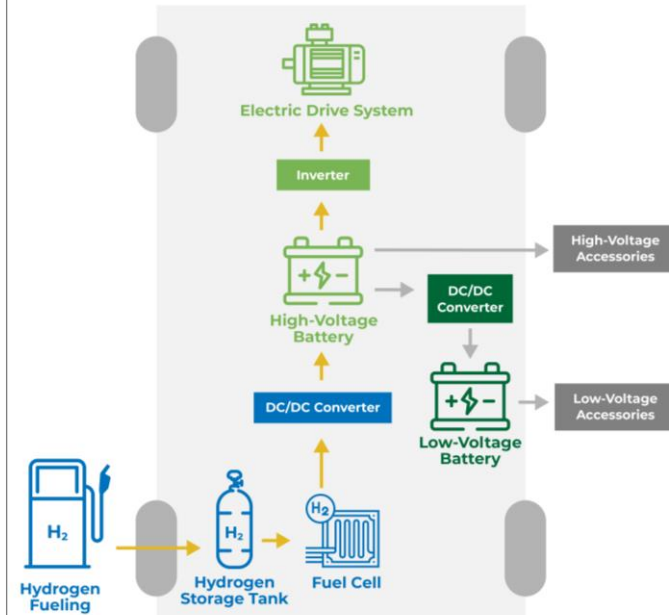 Electric Drive System
Inverter
High-Voltage
Accessories
+ -
High-Voltage
Battery
DC/DC
Converter
DC/DC Converter
+ -
Low-Voltage
Battery
Low-Voltage
Accessories
H₂
Hydrogen
Fueling
H₂
Hydrogen
Storage Tank
H₂
Fuel Cell